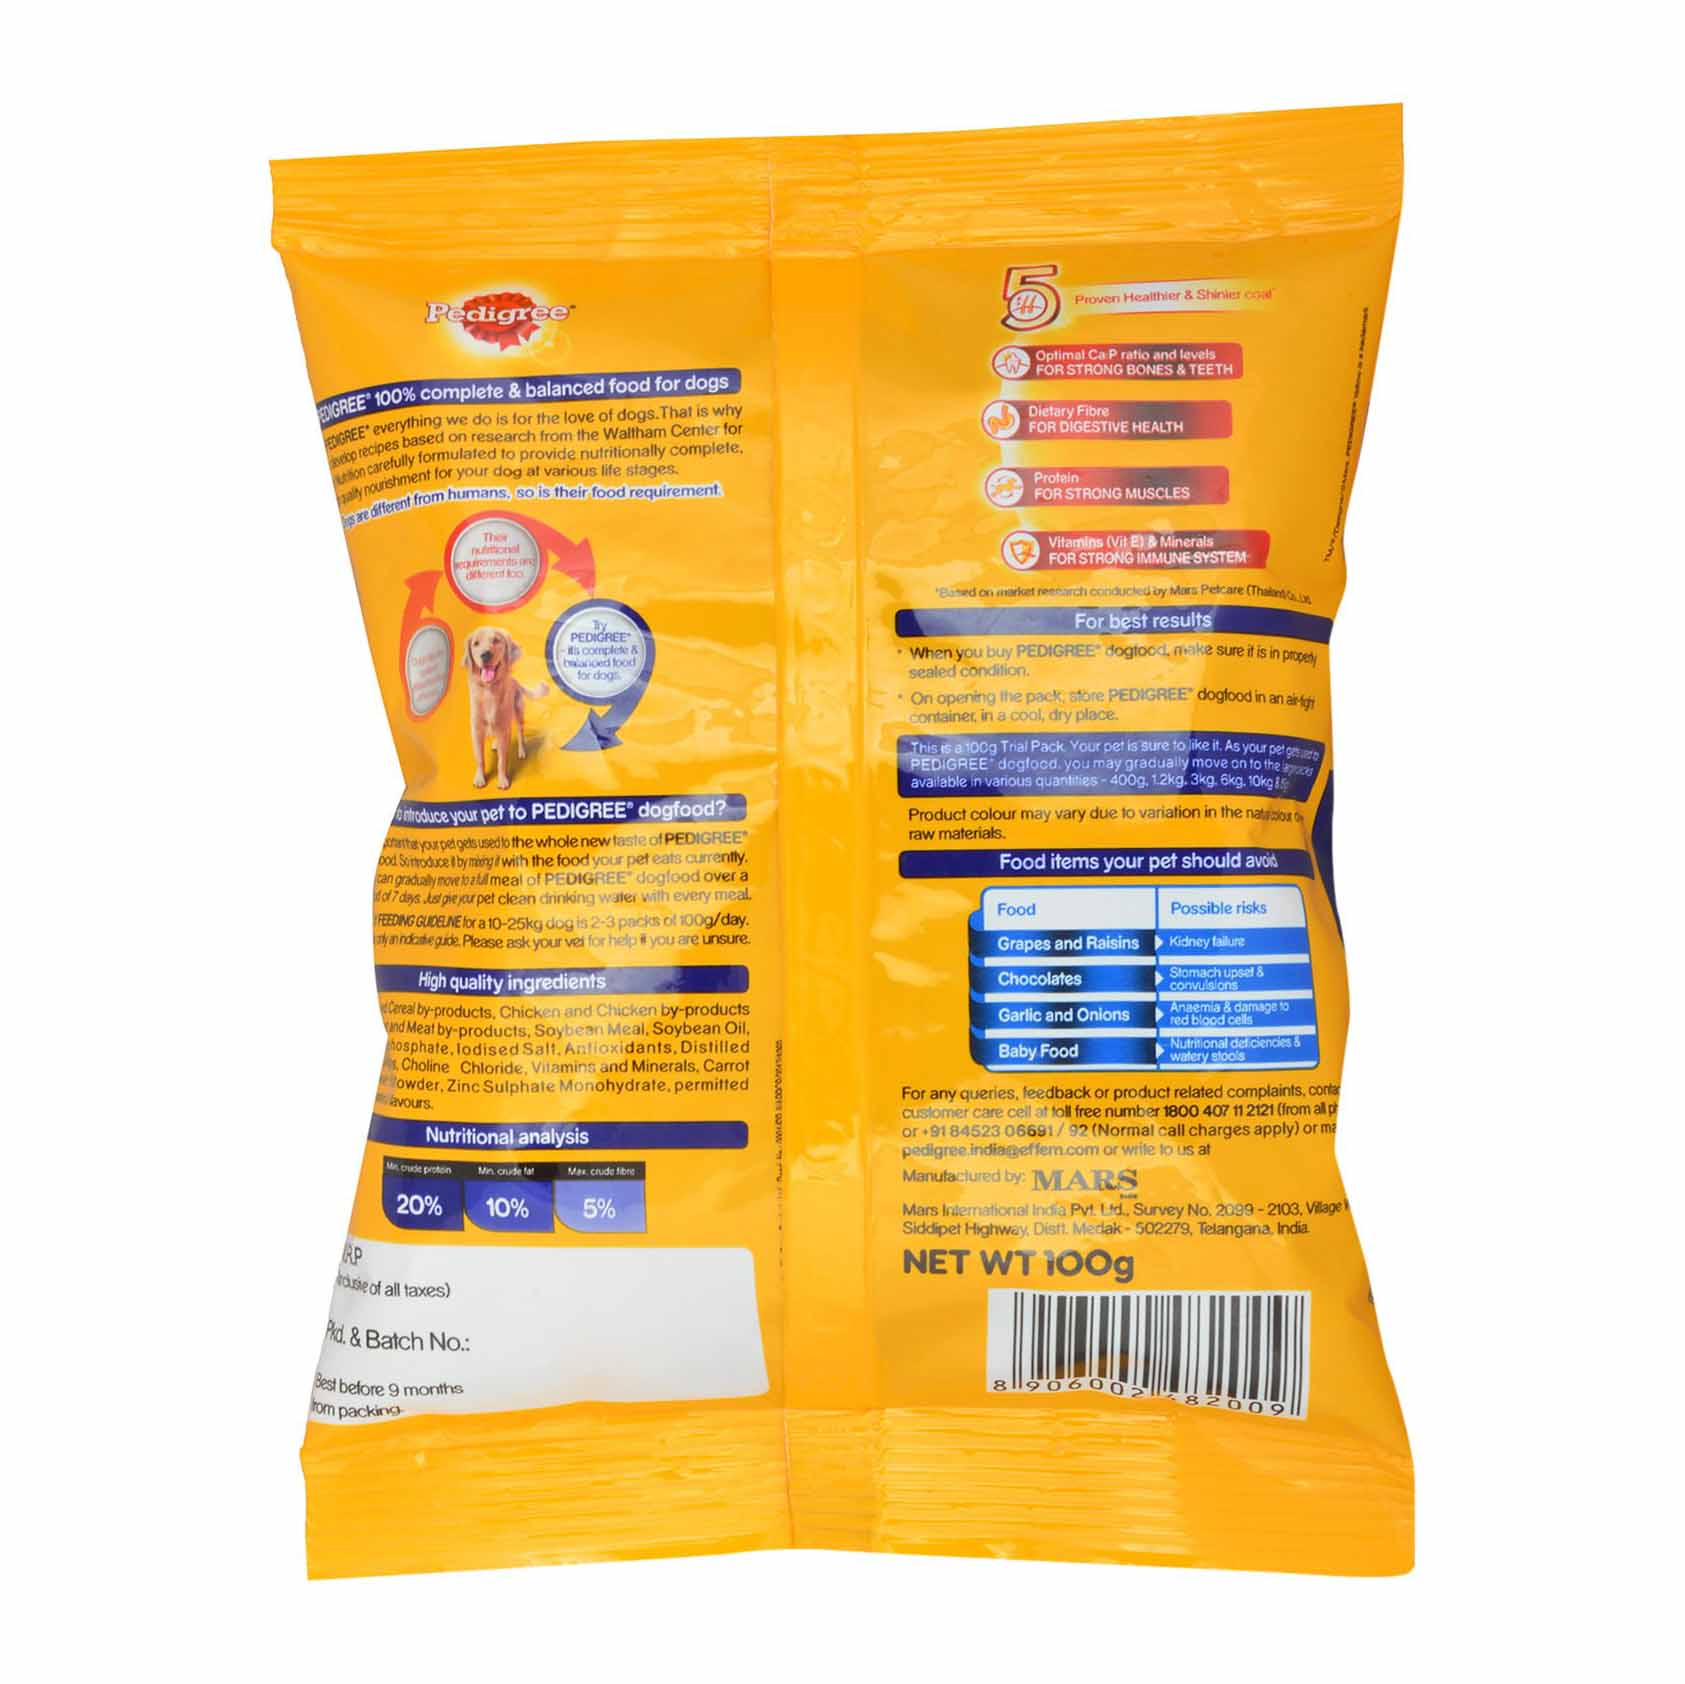 Pedigree®
PEDIGREE® 100% complete & balanced food for dogs
PEDIGREE® everything we do is for the love of dogs.That is why
develop recipes based on research from the Waltham Center for
Nutrition carefully formulated to provide nutritionally complete,
quality nourishment for your dog at various life stages.
Dogs are different from humans, so is their food requirement.
Their
nutritional
requirements are
different too.
Try
PEDIGREE®
- its complete &
balanced food
for dogs.
to introduce your pet to PEDIGREE® dogfood?
that your pet gets used to the whole new taste of PEDIGREE®
So introduce it by mixing it with the food your pet eats currently.
can gradually move to a full meal of PEDIGREE® dogfood over a
of 7 days. Just give your pet clean drinking water with every meal.
FEEDING GUIDELINE for a 10-25kg dog is 2-3 packs of 100g/day.
only an indicative guide. Please ask your vet for help if you are unsure.
High quality ingredients
Cereal by-products, Chicken and Chicken by-products
and Meat by-products, Soybean Meal, Soybean Oil,
Iodised Salt, Antioxidants, Distilled
Choline Chloride, Vitamins and Minerals, Carrot
Powder, Zinc Sulphate Monohydrate, permitted
flavours.
Nutritional analysis
Min. crude protein Min. crude fat Max. crude fibre
20% 10% 5%
(Inclusive of all taxes)
Pkd. & Batch No.:
Best before 9 months
from packing.
5
Proven Healthier & Shinier coat*
Optimal Ca:P ratio and levels
FOR STRONG BONES & TEETH
Dietary Fibre
FOR DIGESTIVE HEALTH
Protein
FOR STRONG MUSCLES
Vitamins (Vit E) & Minerals
FOR STRONG IMMUNE SYSTEM
*Based on market research conducted by Mars Petcare (Thailand) Co., Ltd.
For best results
• When you buy PEDIGREE® dogfood, make sure it is in properly
sealed condition.
• On opening the pack, store PEDIGREE® dogfood in an air-tight
container, in a cool, dry place.
This is a 100g Trial Pack. Your pet is sure to like it. As your pet gets used to
PEDIGREE® dogfood, you may gradually move on to the larger packs
available in various quantities - 400g, 1.2kg, 3kg, 6kg, 10kg &
Product colour may vary due to variation in the natural colour of
raw materials.
Food items your pet should avoid
Food Possible risks
Grapes and Raisins Kidney failure
Chocolates Stomach upset &
convulsions
Garlic and Onions Anaemia & damage to
red blood cells
Baby Food Nutritional deficiencies &
watery stools
For any queries, feedback or product related complaints,
customer care cell at toll free number 1800 407 11 2121 (from all
or +91 84523 06691 / 92 (Normal call charges apply) or
pedigree.india@effem.com or write to us at
Manufactured by: MARS
Mars International India Pvt. Ltd., Survey No. 2099 - 2103, Village
Siddipet Highway, Distt. Medak - 502279, Telangana, India.
NET WT 100g
8 906002 482009